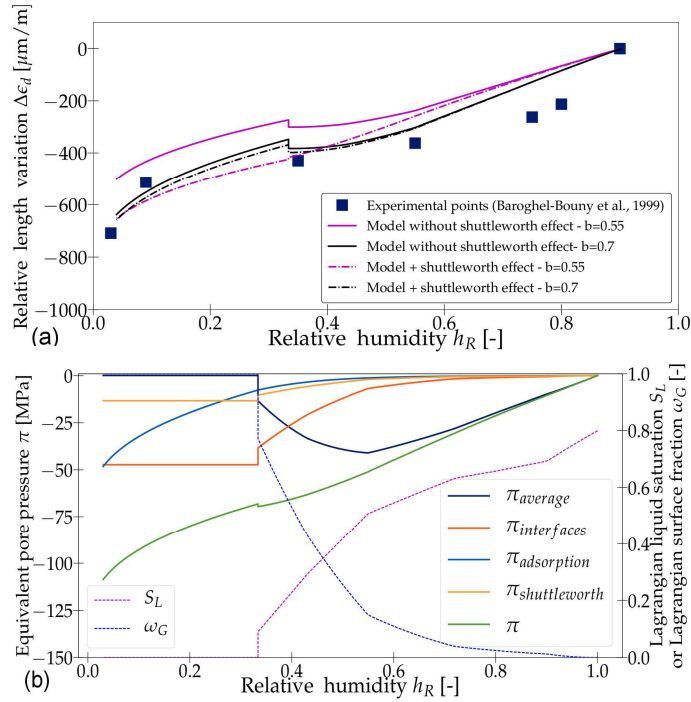 (a)
Relative length variation Δϵ_d [μm/m]
0
−200
−400
−600
−800
−1000
Experimental points (Baroghel-Bouny et al., 1999)
Model without shuttleworth effect - b=0.55
Model without shuttleworth effect- b=0.7
Model + shuttleworth effect - b=0.55
Model + shuttleworth effect - b=0.7
0.0 0.2 0.4 0.6 0.8 1.0
Relative humidity h_R [-]
(b)
Equivalent pore pressure π [MPa]
0
−25
−50
−75
−100
−125
−150
S_L
ω_G
π_average
π_interfaces
π_adsorption
π_shuttleworth
π
1.0
0.8
0.6
0.4
0.2
0.0
Lagrangian liquid saturation S_L
or Lagrangian surface fraction ω_G [-]
0.0 0.2 0.4 0.6 0.8 1.0
Relative humidity h_R [-]